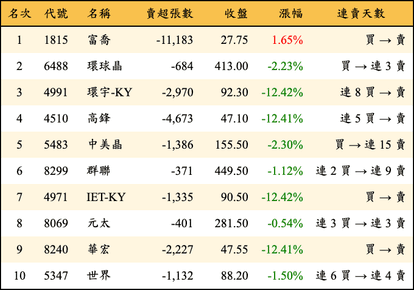 名次 代號 名稱 賣超張數 收盤 漲幅 連賣天數
1 1815 富喬 -11,183 27.75 1.65% 買→賣
2 6488 環球晶 -684 413.00 -2.23% 買→連 3 賣
3 4991 環宇-KY -2,970 92.30 -12.42% 連 8 買→賣
4 4510 高鋒 -4,673 47.10 -12.41% 連 5 買→賣
5 5483 中美晶 -1,386 155.50 -2.30% 買→連 15 賣
6 8299 群聯 -371 449.50 -1.12% 連 2 買→連 9 賣
7 4971 IET-KY -1,335 90.50 -12.42% 買→賣
8 8069 元太 -401 281.50 -0.54% 連 3 買→連 3 賣
9 8240 華宏 -2,227 47.55 -12.41% 買→賣
10 5347 世界 -1,132 88.20 -1.50% 連 6 買→連 4 賣